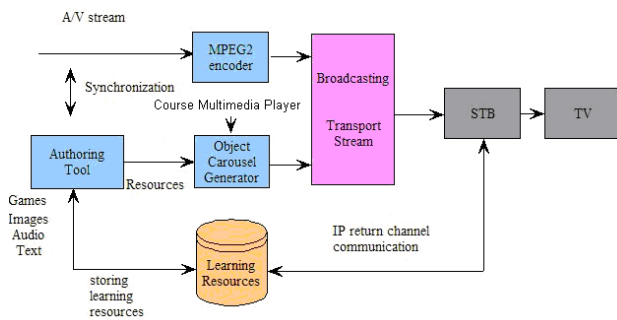 A/V stream
MPEG2
encoder
Synchronization
Course Multimedia Player
Broadcasting
Transport
Stream
STB
TV
Authoring
Tool
Resources
Object
Carousel
Generator
Games
Images
Audio
Text
IP return channel
communication
Learning
Resources
storing
learning
resources